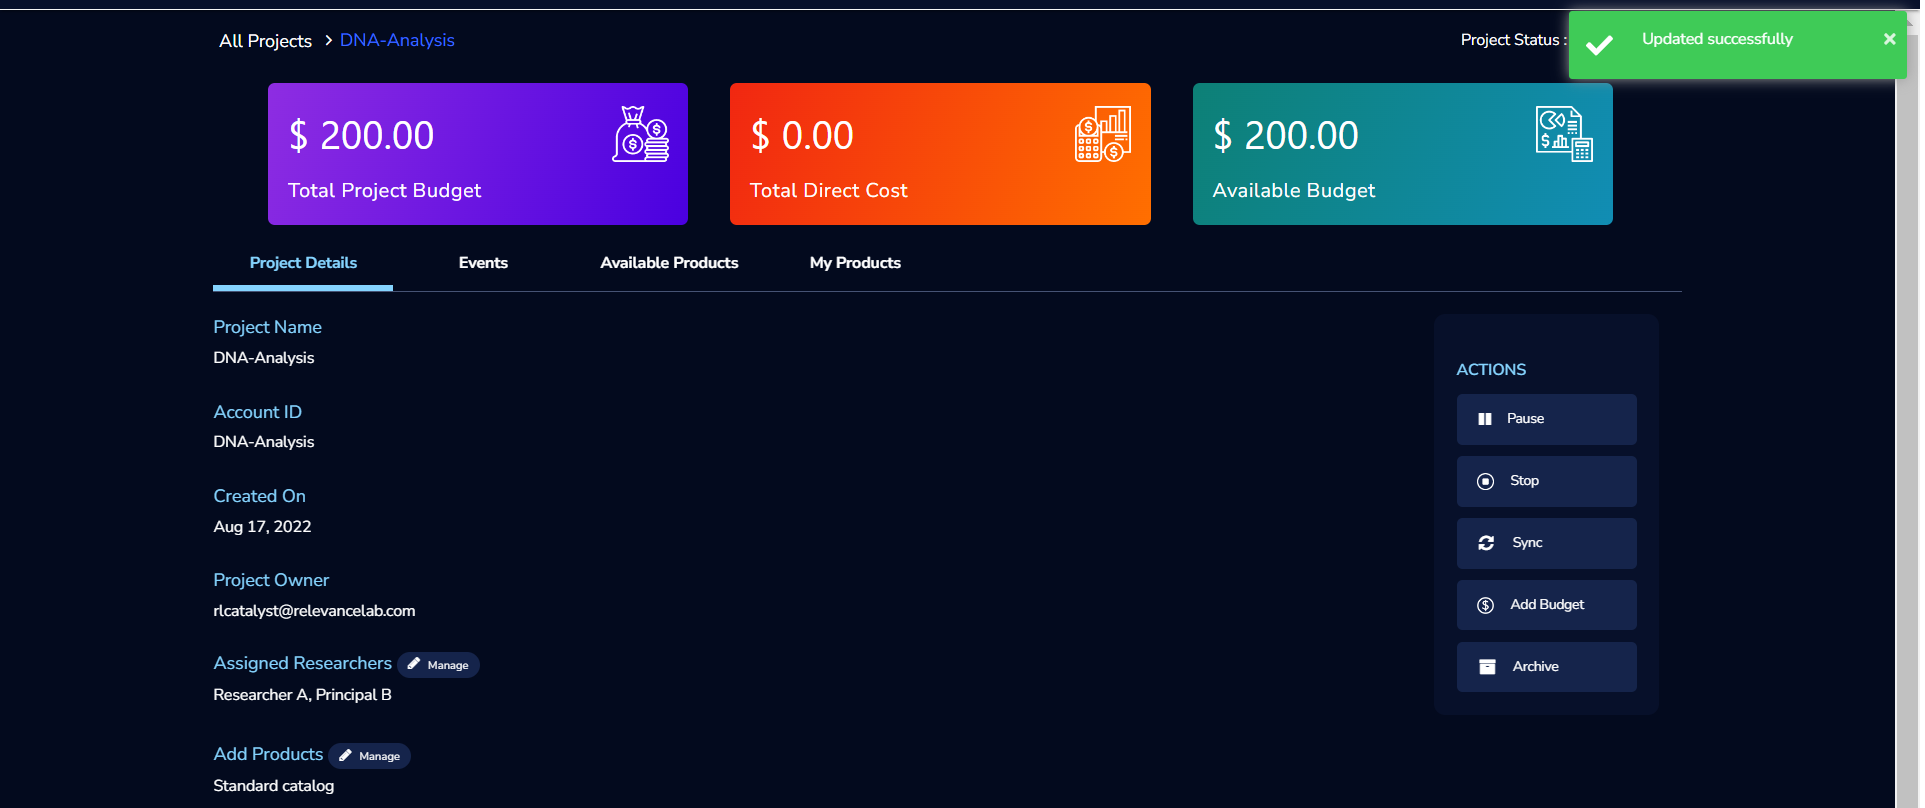 All Projects > DNA-Analysis
Project Status :
Updated successfully
$ 200.00
Total Project Budget
$ 0.00
Total Direct Cost
$ 200.00
Available Budget
Project Details
Events
Available Products
My Products
Project Name
DNA-Analysis
Account ID
DNA-Analysis
Created On
Aug 17, 2022
Project Owner
rlcatalyst@relevancelab.com
Assigned Researchers Manage
Researcher A, Principal B
Add Products Manage
Standard catalog
ACTIONS
Pause
Stop
Sync
Add Budget
Archive